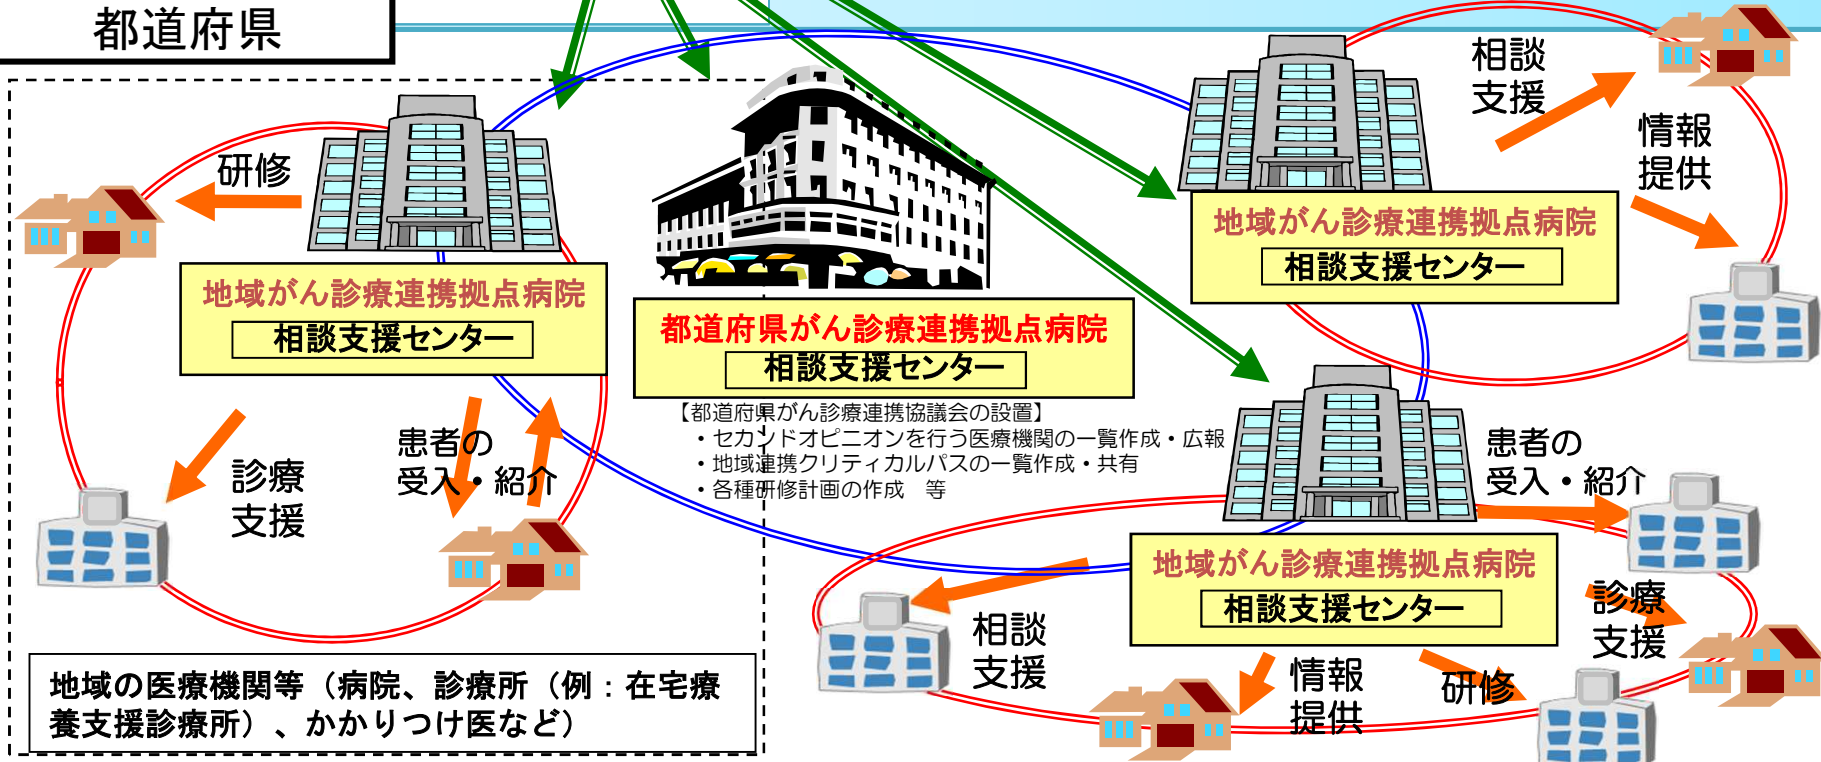 都道府県
研修
地域がん診療連携拠点病院
相談支援センター
診療
支援
患者の
受入・紹介
地域の医療機関等（病院、診療所（例：在宅療
養支援診療所）、かかりつけ医など）
都道府県がん診療連携拠点病院
相談支援センター
【都道府県がん診療連携協議会の設置】
・セカンドオピニオンを行う医療機関の一覧作成・広報
・地域連携クリティカルパスの一覧作成・共有
・各種研修計画の作成　等
相談
支援
情報
提供
地域がん診療連携拠点病院
相談支援センター
患者の
受入・紹介
地域がん診療連携拠点病院
相談支援センター
診療
支援
相談
支援
情報
提供
研修